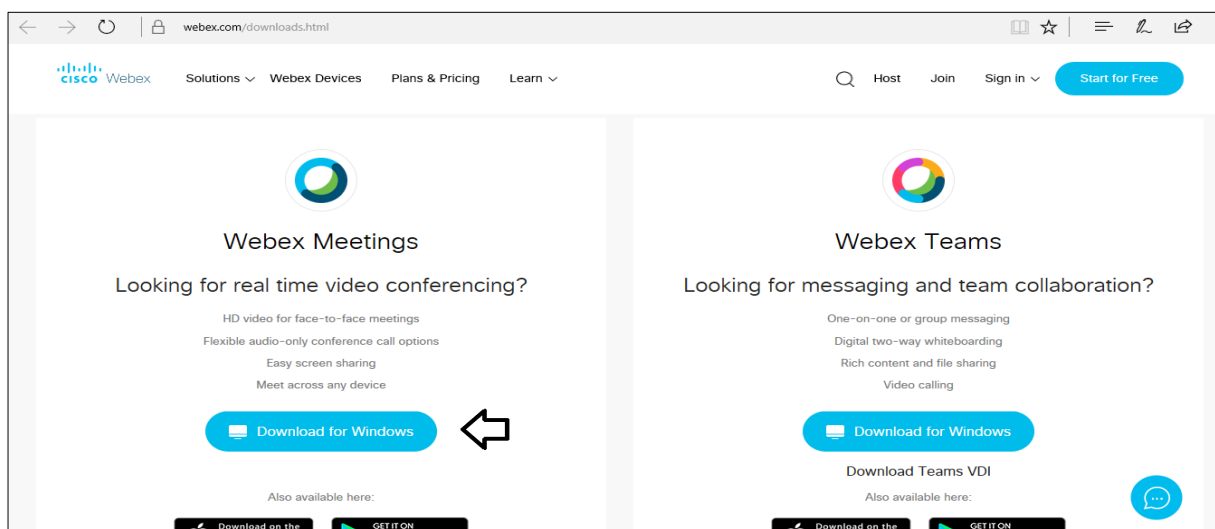 webex.com/downloads.html
CISCO Webex Solutions Webex Devices Plans & Pricing Learn Host Join Sign in Start for Free
Webex Meetings
Looking for real time video conferencing?
HD video for face-to-face meetings
Flexible audio-only conference call options
Easy screen sharing
Meet across any device
Download for Windows
Also available here:
Download on the
GET IT ON
Webex Teams
Looking for messaging and team collaboration?
One-on-one or group messaging
Digital two-way whiteboarding
Rich content and file sharing
Video calling
Download for Windows
Download Teams VDI
Also available here:
Download on the
GET IT ON